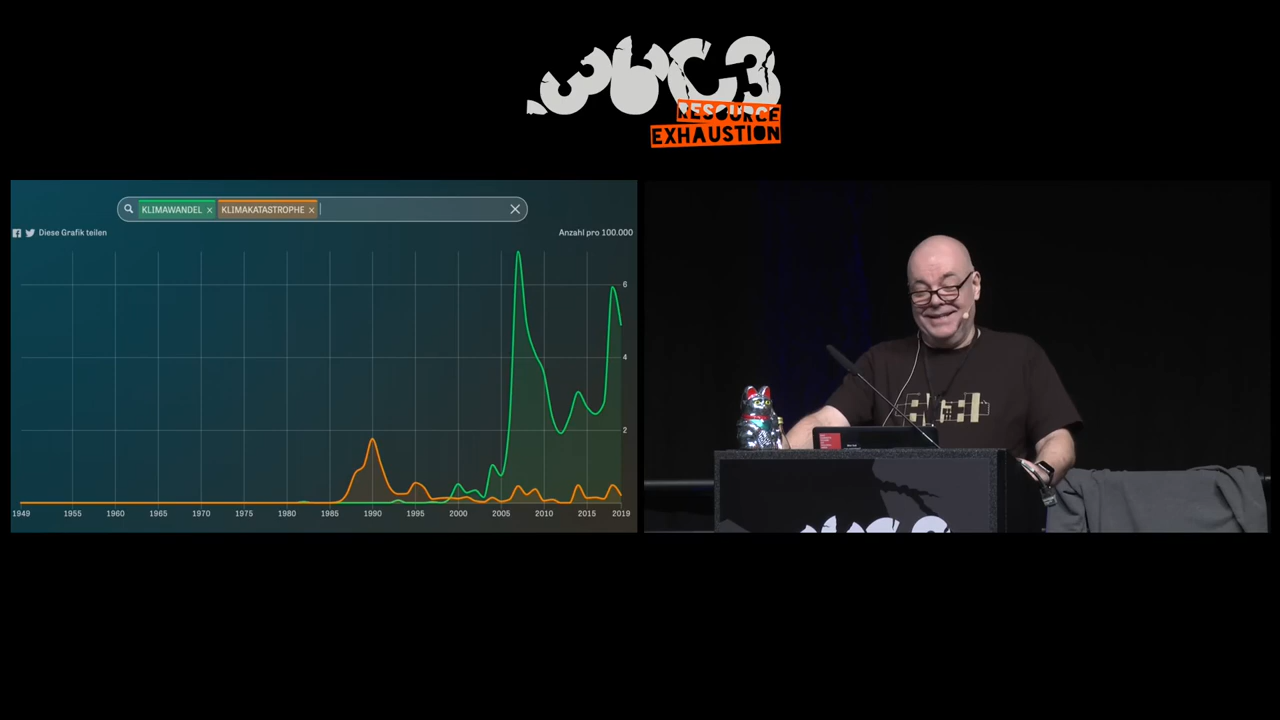 36C3
RESOURCE
EXHAUSTION
KLIMAWANDEL × KLIMAKATASTROPHE ×
Diese Grafik teilen
Anzahl pro 100.000
6
4
2
1949 1955 1960 1965 1970 1975 1980 1985 1990 1995 2000 2005 2010 2015 2019